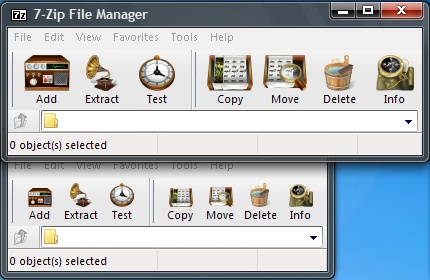 7-Zip File Manager
File Edit View Favorites Tools Help
Add Extract Test Copy Move Delete Info
0 object(s) selected
File Edit View Favorites Tools Help
Add Extract Test Copy Move Delete Info
0 object(s) selected